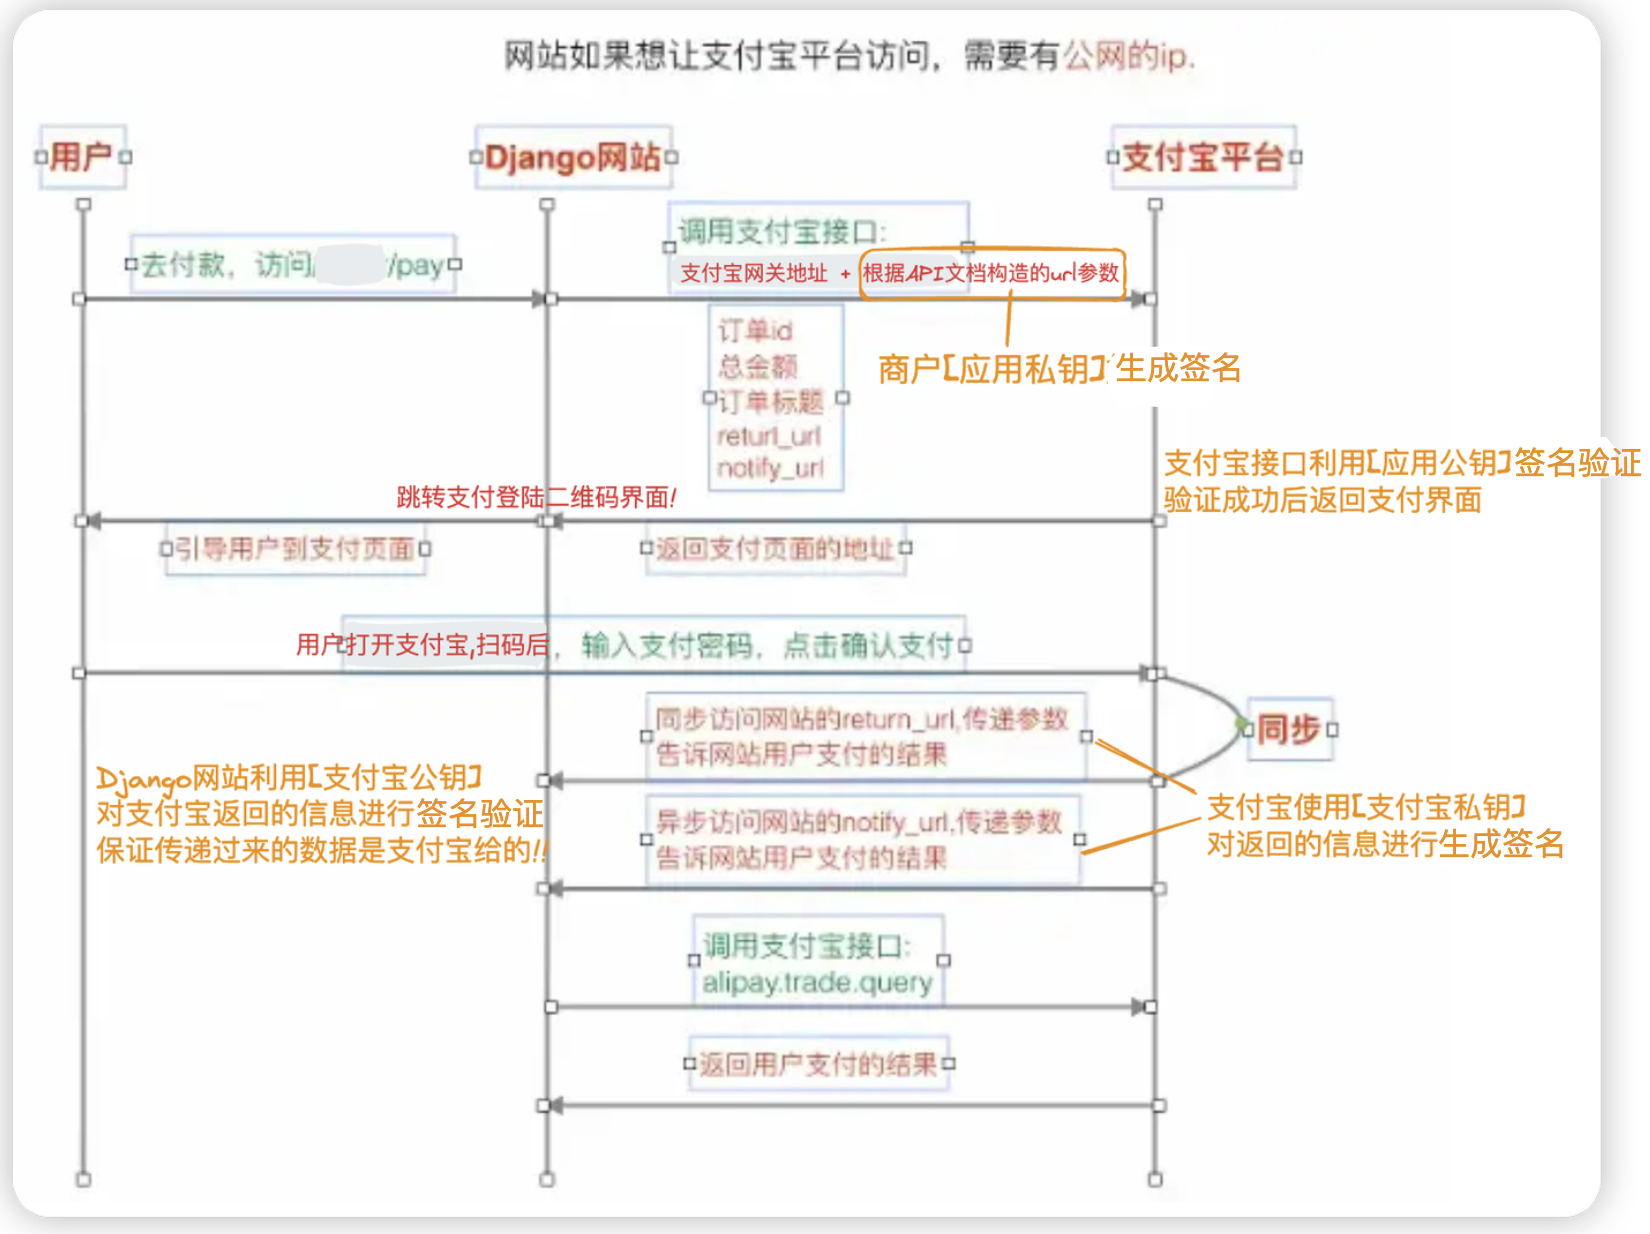 网站如果想让支付宝平台访问，需要有公网的ip.
用户
Django网站
支付宝平台
去付款，访问/pay
调用支付宝接口:
支付宝网关地址 + 根据API文档构造的url参数
订单id
总金额
订单标题
returl_url
notify_url
商户[应用私钥]生成签名
支付宝接口利用[应用公钥]签名验证
验证成功后返回支付界面
跳转支付登陆二维码界面!
引导用户到支付页面
返回支付页面的地址
用户打开支付宝,扫码后，输入支付密码，点击确认支付
同步访问网站的return_url,传递参数
告诉网站用户支付的结果
同步
Django网站利用[支付宝公钥]
对支付宝返回的信息进行签名验证
保证传递过来的数据是支付宝给的!!
异步访问网站的notify_url,传递参数
告诉网站用户支付的结果
支付宝使用[支付宝私钥]
对返回的信息进行生成签名
调用支付宝接口:
alipay.trade.query
返回用户支付的结果